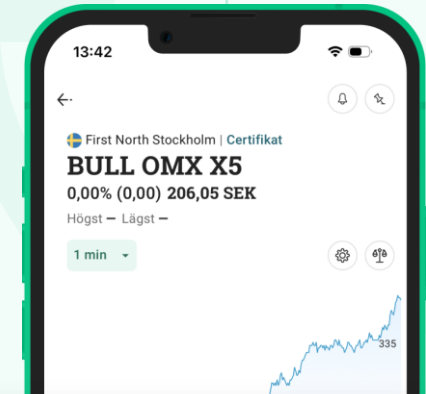 13:42
First North Stockholm | Certifikat
BULL OMX X5
0,00% (0,00) 206,05 SEK
Högst – Lägst –
1 min
335